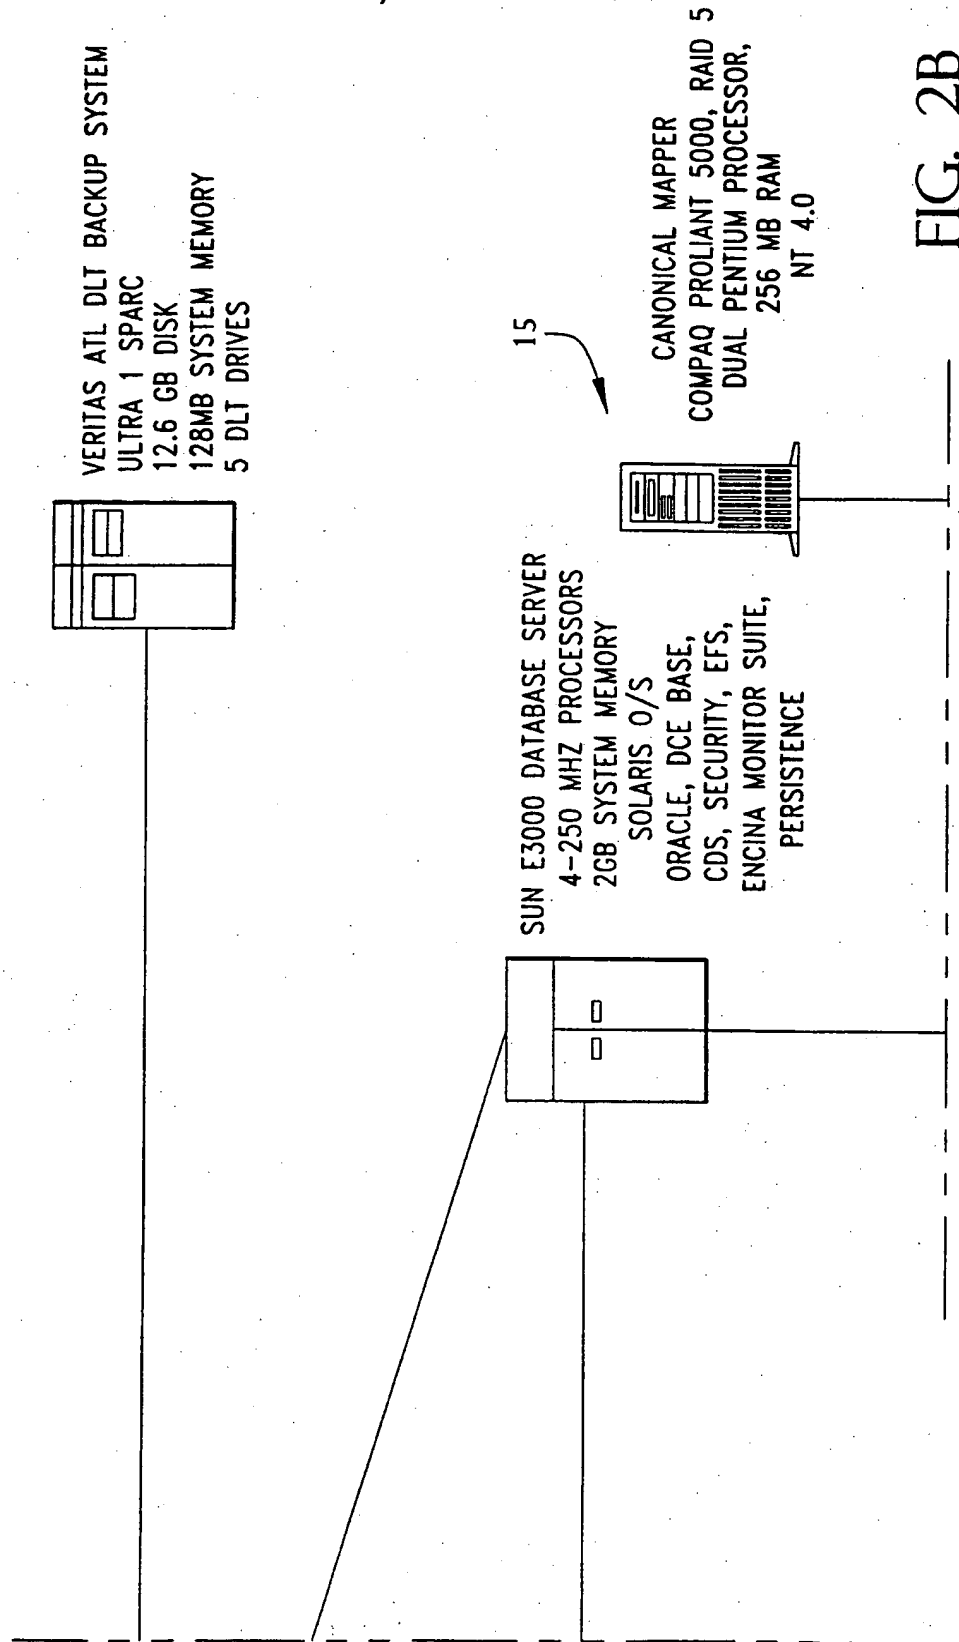 VERITAS ATL DLT BACKUP SYSTEM
ULTRA 1 SPARC
12.6 GB DISK
128MB SYSTEM MEMORY
5 DLT DRIVES
SUN E3000 DATABASE SERVER
4-250 MHZ PROCESSORS
2GB SYSTEM MEMORY
SOLARIS O/S
ORACLE, DCE BASE,
CDS, SECURITY, EFS,
ENCINA MONITOR SUITE,
PERSISTENCE
15
CANONICAL MAPPER
COMPAQ PROLIANT 5000, RAID 5
DUAL PENTIUM PROCESSOR,
256 MB RAM
NT 4.0
FIG. 2B